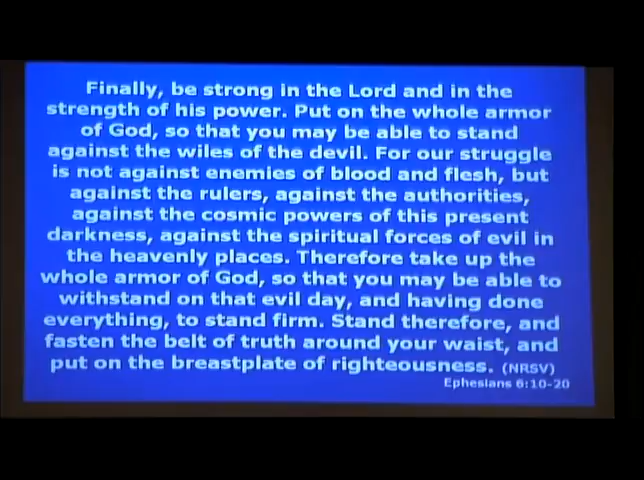 Finally, be strong in the Lord and in the
strength of his power. Put on the whole armor
of God, so that you may be able to stand
against the wiles of the devil. For our struggle
is not against enemies of blood and flesh, but
against the rulers, against the authorities,
against the cosmic powers of this present
darkness, against the spiritual forces of evil in
the heavenly places. Therefore take up the
whole armor of God, so that you may be able to
withstand on that evil day, and having done
everything, to stand firm. Stand therefore, and
fasten the belt of truth around your waist, and
put on the breastplate of righteousness. (NRSV)
Ephesians 6:10-20